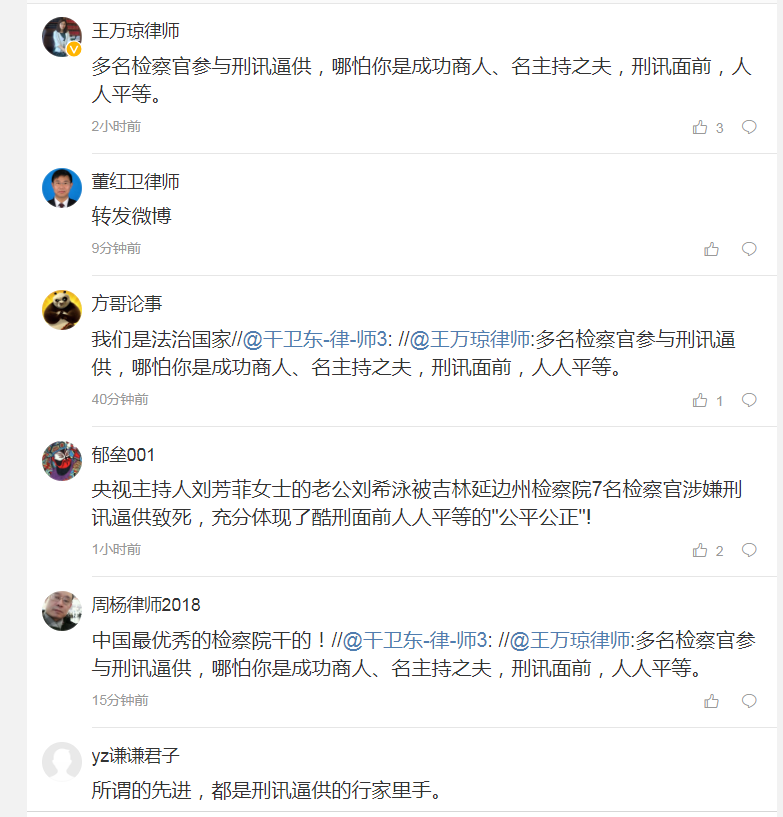 王万琼律师
多名检察官参与刑讯逼供，哪怕你是成功商人、名主持之夫，刑讯面前，人
人平等。
2小时前
3
董红卫律师
转发微博
9分钟前
方哥论事
我们是法治国家//@干卫东-律-师3: //@王万琼律师:多名检察官参与刑讯逼
供，哪怕你是成功商人、名主持之夫，刑讯面前，人人平等。
40分钟前
1
郁垒001
央视主持人刘芳菲女士的老公刘希泳被吉林延边州检察院7名检察官涉嫌刑
讯逼供致死，充分体现了酷刑面前人人平等的"公平公正"!
1小时前
2
周杨律师2018
中国最优秀的检察院干的！//@干卫东-律-师3: //@王万琼律师:多名检察官参
与刑讯逼供，哪怕你是成功商人、名主持之夫，刑讯面前，人人平等。
15分钟前
yz谦谦君子
所谓的先进，都是刑讯逼供的行家里手。